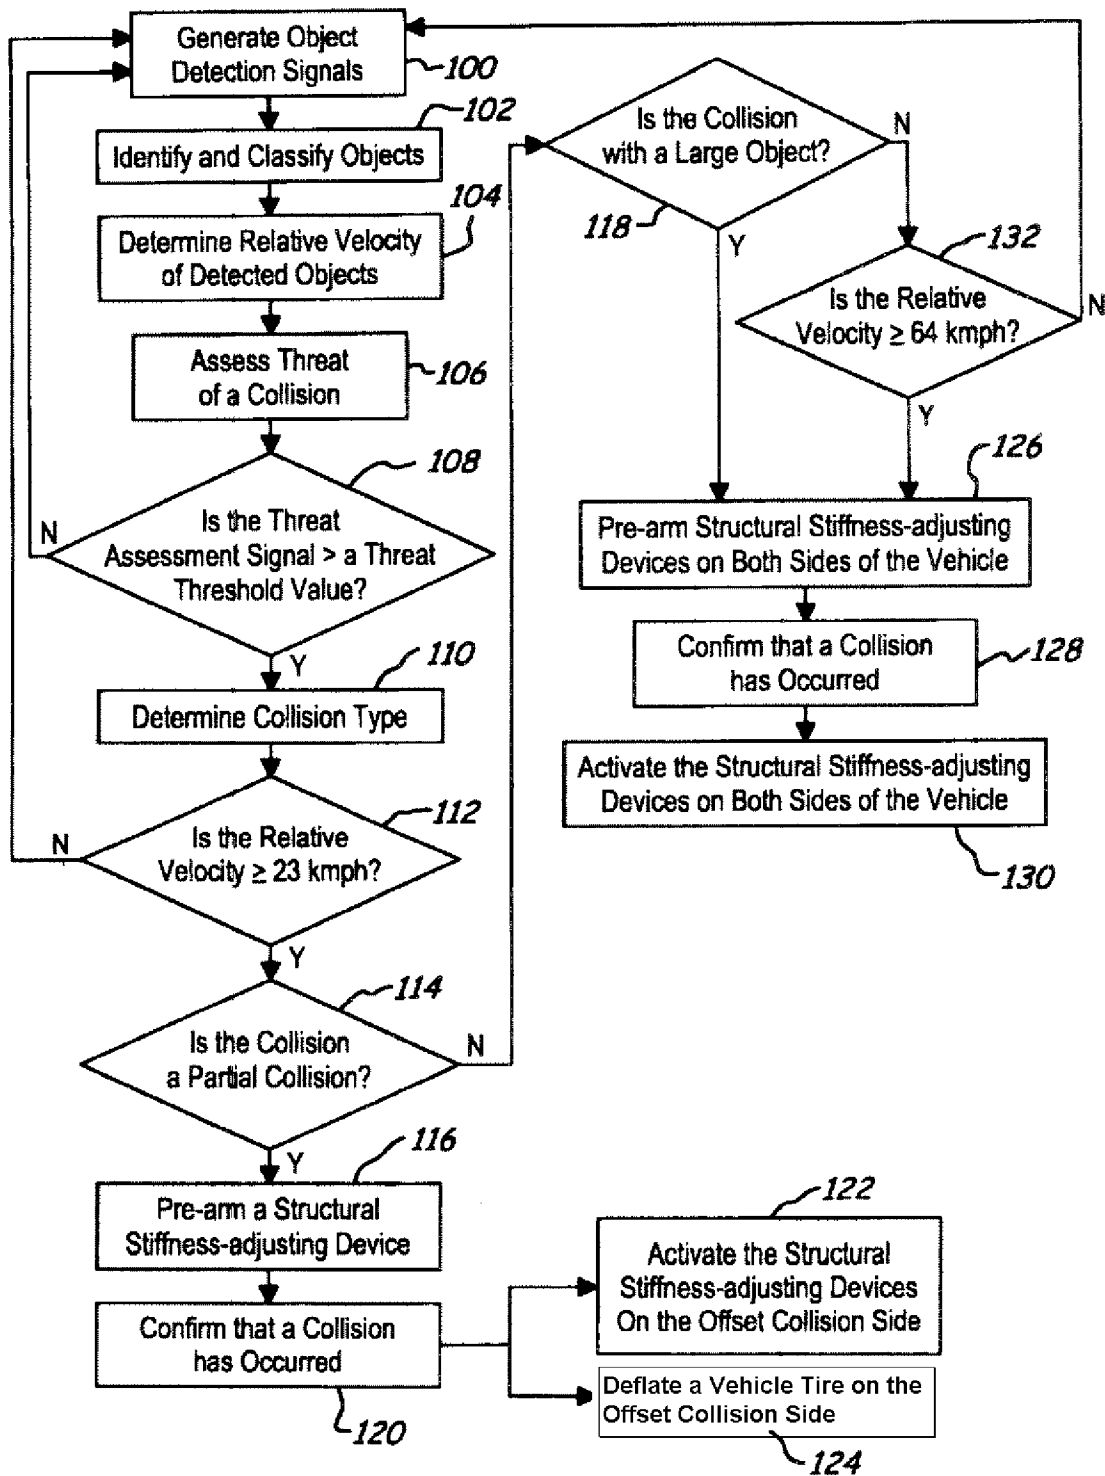 Generate Object
Detection Signals
100
102
Identify and Classify Objects
104
Determine Relative Velocity
of Detected Objects
Assess Threat
of a Collision
106
108
Is the Threat
Assessment Signal > a Threat
Threshold Value?
N
Y
110
Determine Collision Type
112
Is the Relative
Velocity ≥ 23 kmph?
N
Y
114
Is the Collision
a Partial Collision?
N
Y
116
Pre-arm a Structural
Stiffness-adjusting Device
Confirm that a Collision
has Occurred
120
122
Activate the Structural
Stiffness-adjusting Devices
On the Offset Collision Side
Deflate a Vehicle Tire on the
Offset Collision Side
124
Is the Collision
with a Large Object?
N
118
Y
132
Is the Relative
Velocity ≥ 64 kmph?
N
Y
126
Pre-arm Structural Stiffness-adjusting
Devices on Both Sides of the Vehicle
Confirm that a Collision
has Occurred
128
Activate the Structural Stiffness-adjusting
Devices on Both Sides of the Vehicle
130